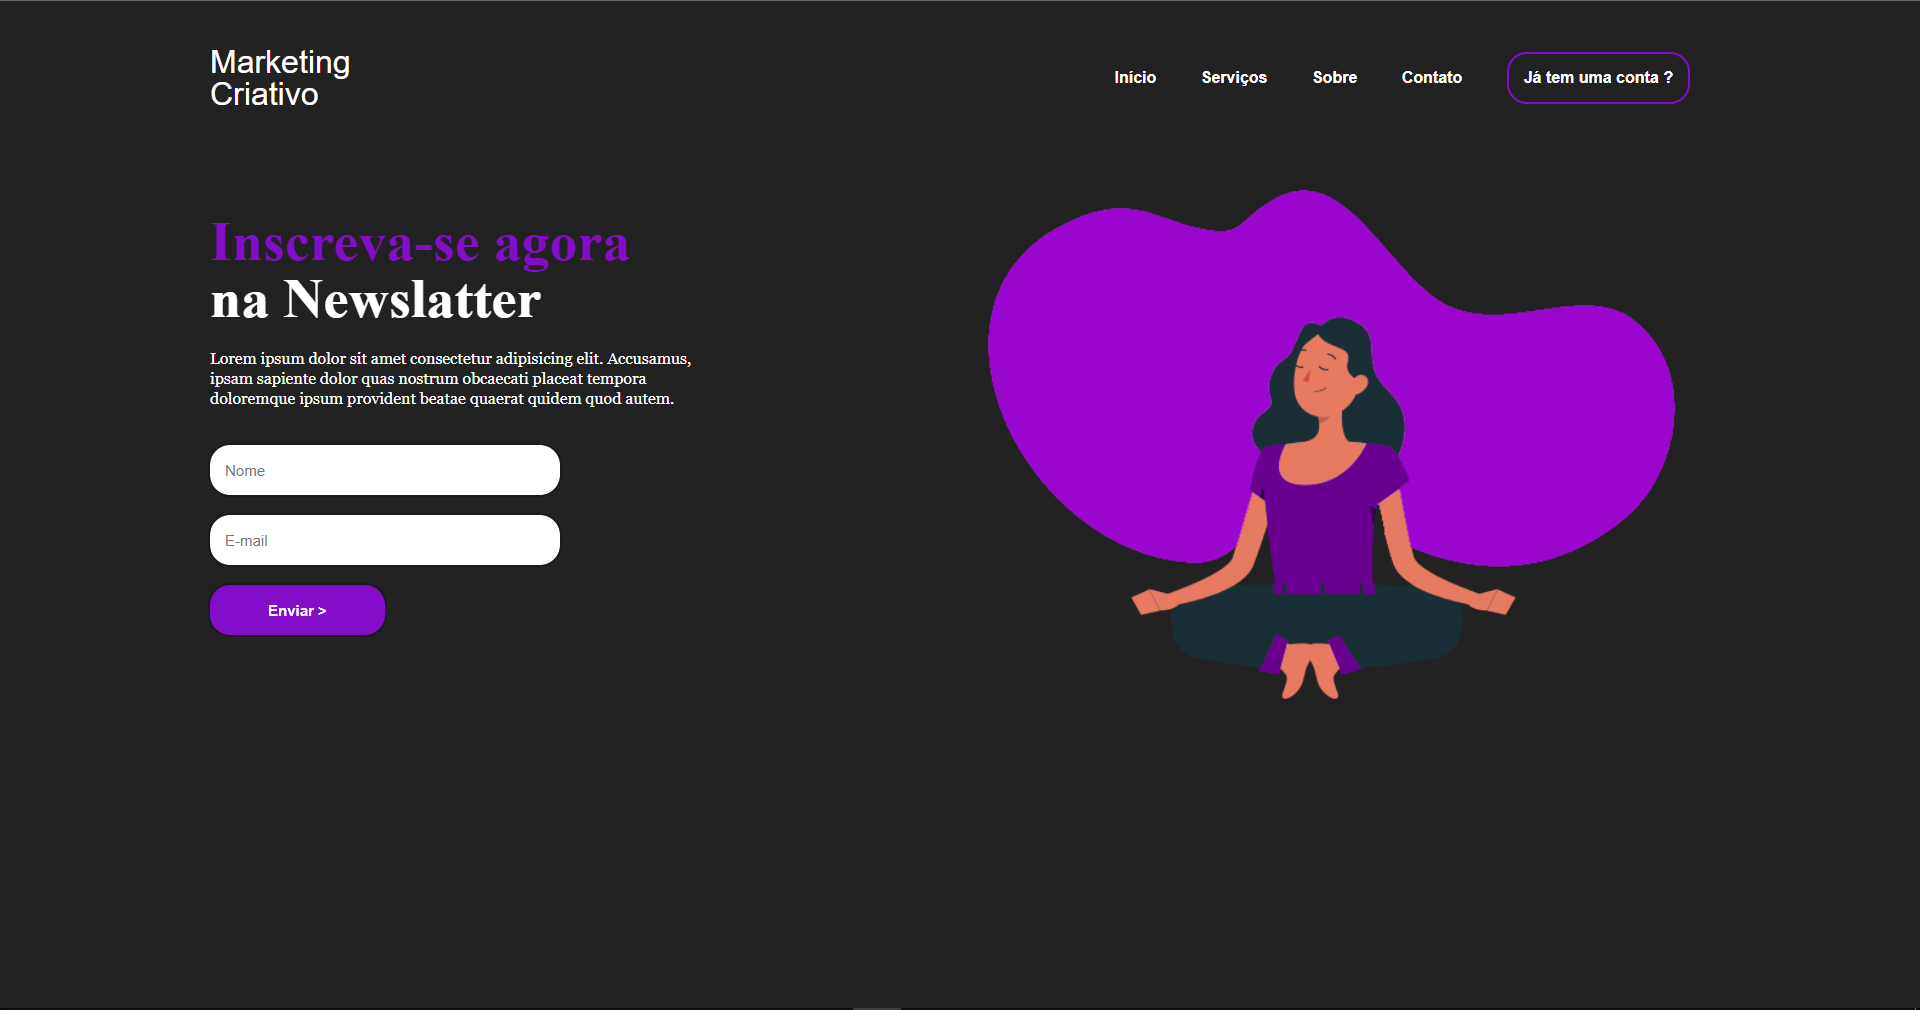 Marketing
Criativo
Início
Serviços
Sobre
Contato
Já tem uma conta ?
Inscreva-se agora
na Newslatter
Lorem ipsum dolor sit amet consectetur adipisicing elit. Accusamus,
ipsam sapiente dolor quas nostrum obcaecati placeat tempora
doloremque ipsum provident beatae quaerat quidem quod autem.
Nome
E-mail
Enviar >